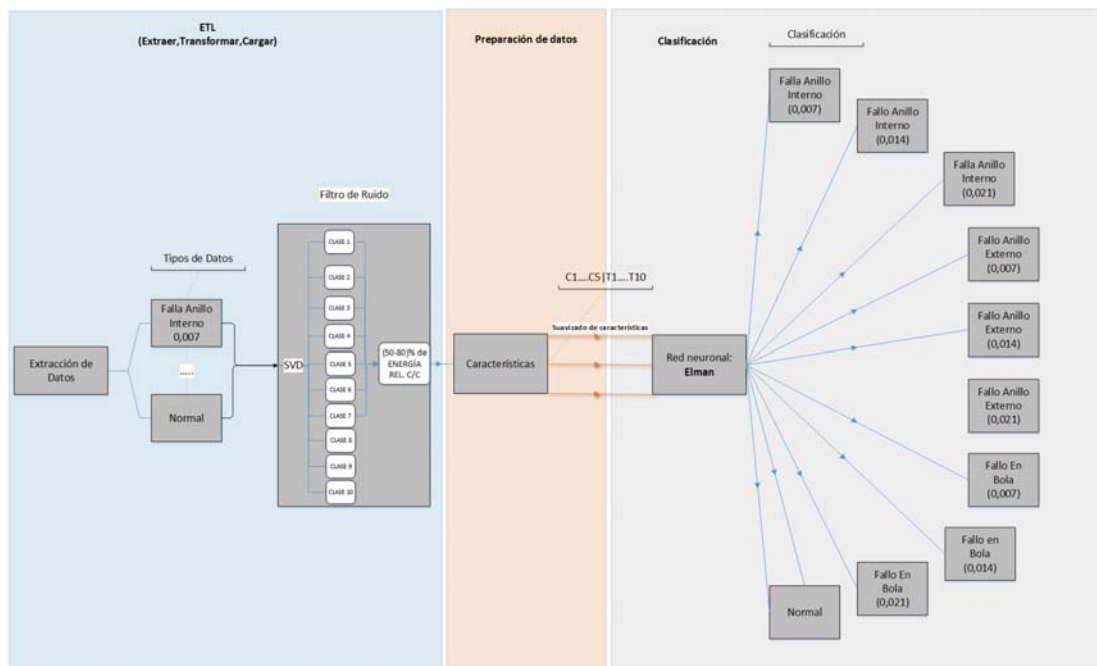 ETL
(Extraer,Transformar,Cargar)
Preparación de datos
Clasificación
Clasificación
Falla Anillo
Interno
(0,007)
Fallo Anillo
Interno
(0,014)
Falla Anillo
Interno
(0,021)
Fallo Anillo
Externo
(0,007)
Fallo Anillo
Externo
(0,014)
Fallo Anillo
Externo
(0,021)
Fallo En
Bola
(0,007)
Fallo en
Bola
(0,014)
Fallo En
Bola
(0,021)
Normal
Filtro de Ruido
Tipos de Datos
Extracción de
Datos
Falla Anillo
Interno
0,007
.....
Normal
SVD
CLASE 1
CLASE 2
CLASE 3
CLASE 4
CLASE 5
CLASE 6
CLASE 7
CLASE 8
CLASE 9
CLASE 10
(50-80)% de
ENERGÍA
REL. C/C
Características
C1....C5|T1....T10
Suavizado de características
Red neuronal:
Elman